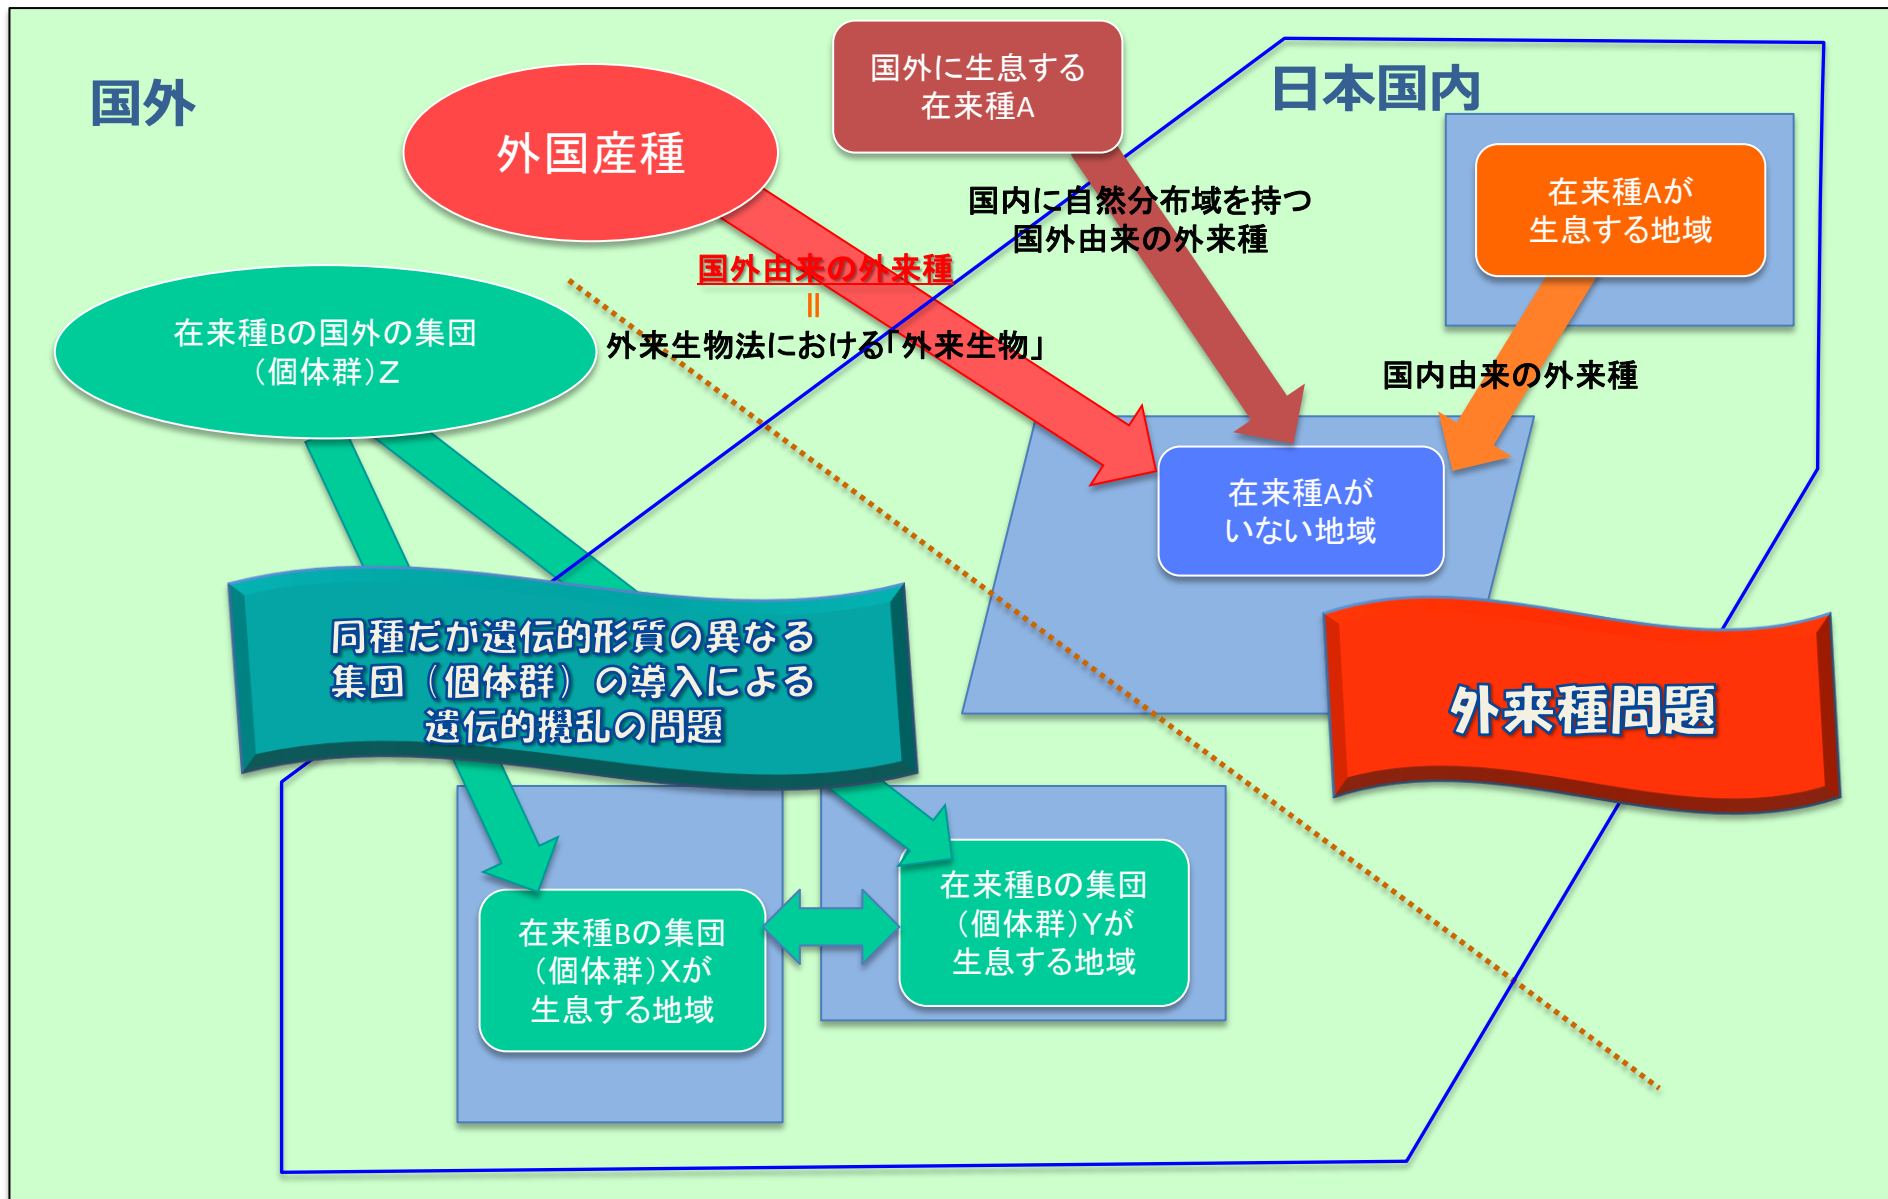 国外
日本国内
国外に生息する
在来種A
外国産種
在来種Aが
生息する地域
国内に自然分布域を持つ
国外由来の外来種
国外由来の外来種
=
外来生物法における「外来生物」
在来種Bの国外の集団
（個体群）Z
国内由来の外来種
在来種Aが
いない地域
同種だが遺伝的形質の異なる
集団（個体群）の導入による
遺伝的攪乱の問題
外来種問題
在来種Bの集団
（個体群）Xが
生息する地域
在来種Bの集団
（個体群）Yが
生息する地域